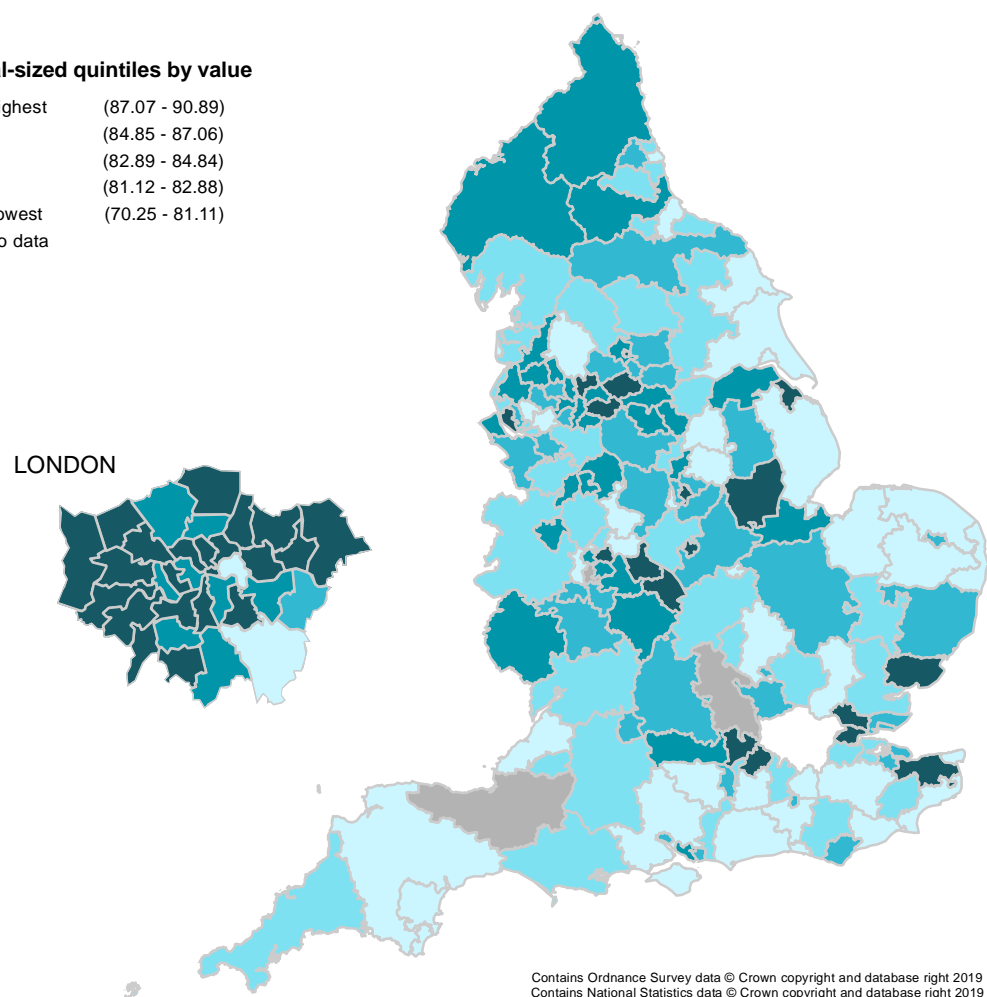 al-sized quintiles by value
ighest (87.07 - 90.89)
(84.85 - 87.06)
(82.89 - 84.84)
(81.12 - 82.88)
owest (70.25 - 81.11)
o data
LONDON
Contains Ordnance Survey data © Crown copyright and database right 2019
Contains National Statistics data © Crown copyright and database right 2019